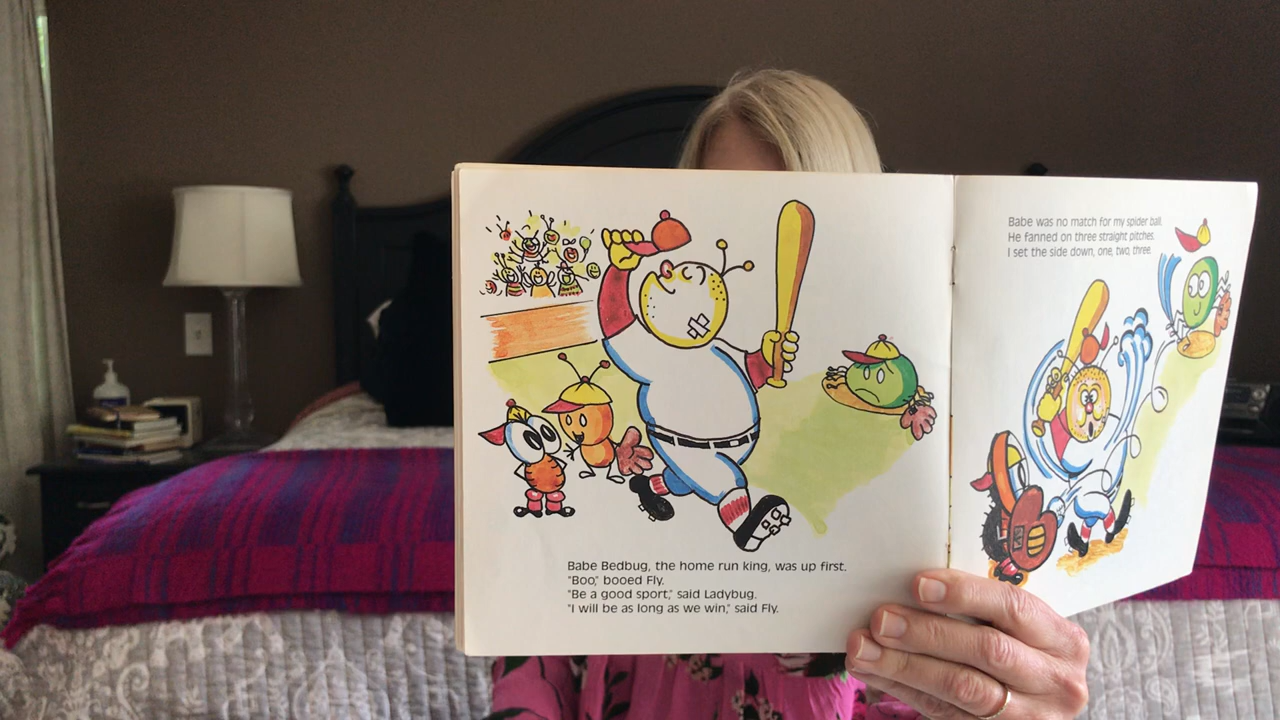 Babe Bedbug, the home run king, was up first.
"Boo," booed Fly.
"Be a good sport," said Ladybug.
"I will be as long as we win," said Fly.
Babe was no match for my spider ball.
He fanned on three straight pitches.
I set the side down, one, two, three.